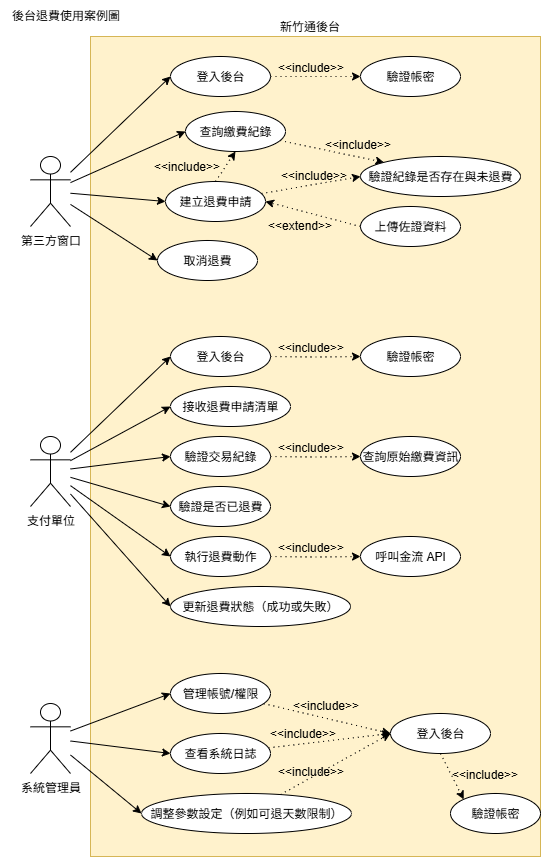 後台退費使用案例圖
新竹通後台
登入後台
<<include>>
驗證帳密
查詢繳費紀錄
<<include>>
<<include>>
<<include>>
驗證紀錄是否存在與未退費
建立退費申請
第三方窗口
<<extend>>
上傳佐證資料
取消退費
登入後台
<<include>>
驗證帳密
接收退費申請清單
驗證交易紀錄
<<include>>
查詢原始繳費資訊
驗證是否已退費
支付單位
執行退費動作
<<include>>
呼叫金流 API
更新退費狀態（成功或失敗）
管理帳號/權限
<<include>>
登入後台
查看系統日誌
<<include>>
<<include>>
<<include>>
系統管理員
調整參數設定（例如可退天數限制）
驗證帳密